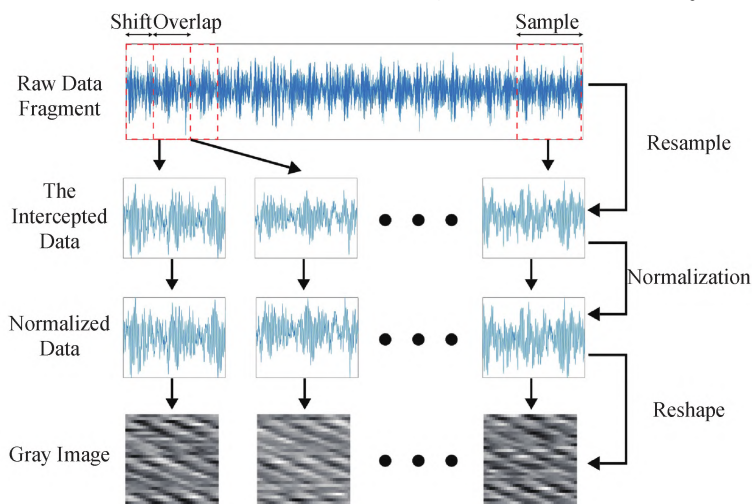 Shift Overlap Sample
Raw Data
Fragment
Resample
The
Intercepted
Data
Normalization
Normalized
Data
Reshape
Gray Image